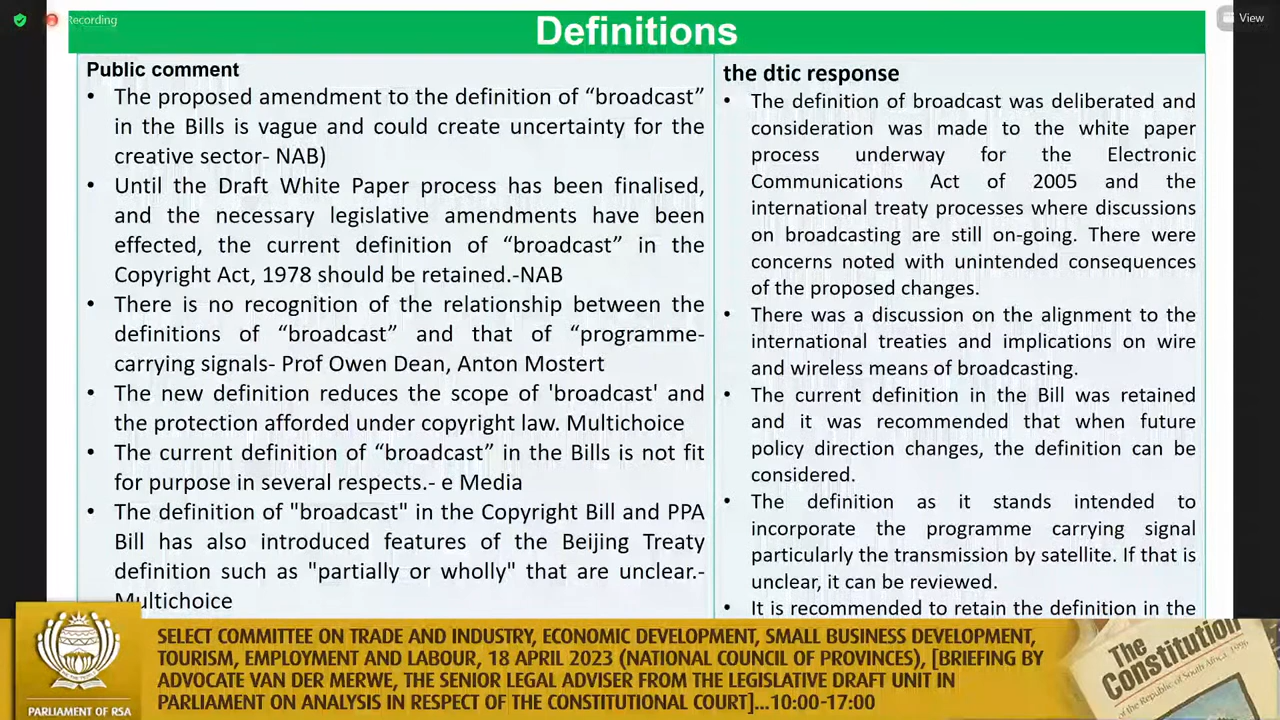 Recording
View
Definitions
Public comment
• The proposed amendment to the definition of “broadcast”
in the Bills is vague and could create uncertainty for the
creative sector- NAB)
• Until the Draft White Paper process has been finalised,
and the necessary legislative amendments have been
effected, the current definition of “broadcast” in the
Copyright Act, 1978 should be retained.-NAB
• There is no recognition of the relationship between the
definitions of “broadcast” and that of “programme-
carrying signals- Prof Owen Dean, Anton Mostert
• The new definition reduces the scope of 'broadcast' and
the protection afforded under copyright law. Multichoice
• The current definition of “broadcast” in the Bills is not fit
for purpose in several respects.- e Media
• The definition of "broadcast" in the Copyright Bill and PPA
Bill has also introduced features of the Beijing Treaty
definition such as "partially or wholly" that are unclear.-
Multichoice
the dtic response
• The definition of broadcast was deliberated and
consideration was made to the white paper
process underway for the Electronic
Communications Act of 2005 and the
international treaty processes where discussions
on broadcasting are still on-going. There were
concerns noted with unintended consequences
of the proposed changes.
• There was a discussion on the alignment to the
international treaties and implications on wire
and wireless means of broadcasting.
• The current definition in the Bill was retained
and it was recommended that when future
policy direction changes, the definition can be
considered.
• The definition as it stands intended to
incorporate the programme carrying signal
particularly the transmission by satellite. If that is
unclear, it can be reviewed.
• It is recommended to retain the definition in the
SELECT COMMITTEE ON TRADE AND INDUSTRY, ECONOMIC DEVELOPMENT, SMALL BUSINESS DEVELOPMENT,
TOURISM, EMPLOYMENT AND LABOUR, 18 APRIL 2023 (NATIONAL COUNCIL OF PROVINCES), [BRIEFING BY
ADVOCATE VAN DER MERWE, THE SENIOR LEGAL ADVISER FROM THE LEGISLATIVE DRAFT UNIT IN
PARLIAMENT ON ANALYSIS IN RESPECT OF THE CONSTITUTIONAL COURT]...10:00-17:00
PARLIAMENT OF RSA
The
Constitution
of the Republic of South Africa, 1996